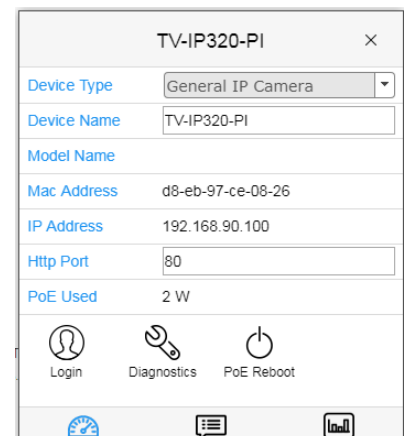 TV-IP320-PI
Device Type General IP Camera
Device Name TV-IP320-PI
Model Name
Mac Address d8-eb-97-ce-08-26
IP Address 192.168.90.100
Http Port 80
PoE Used 2 W
Login Diagnostics PoE Reboot